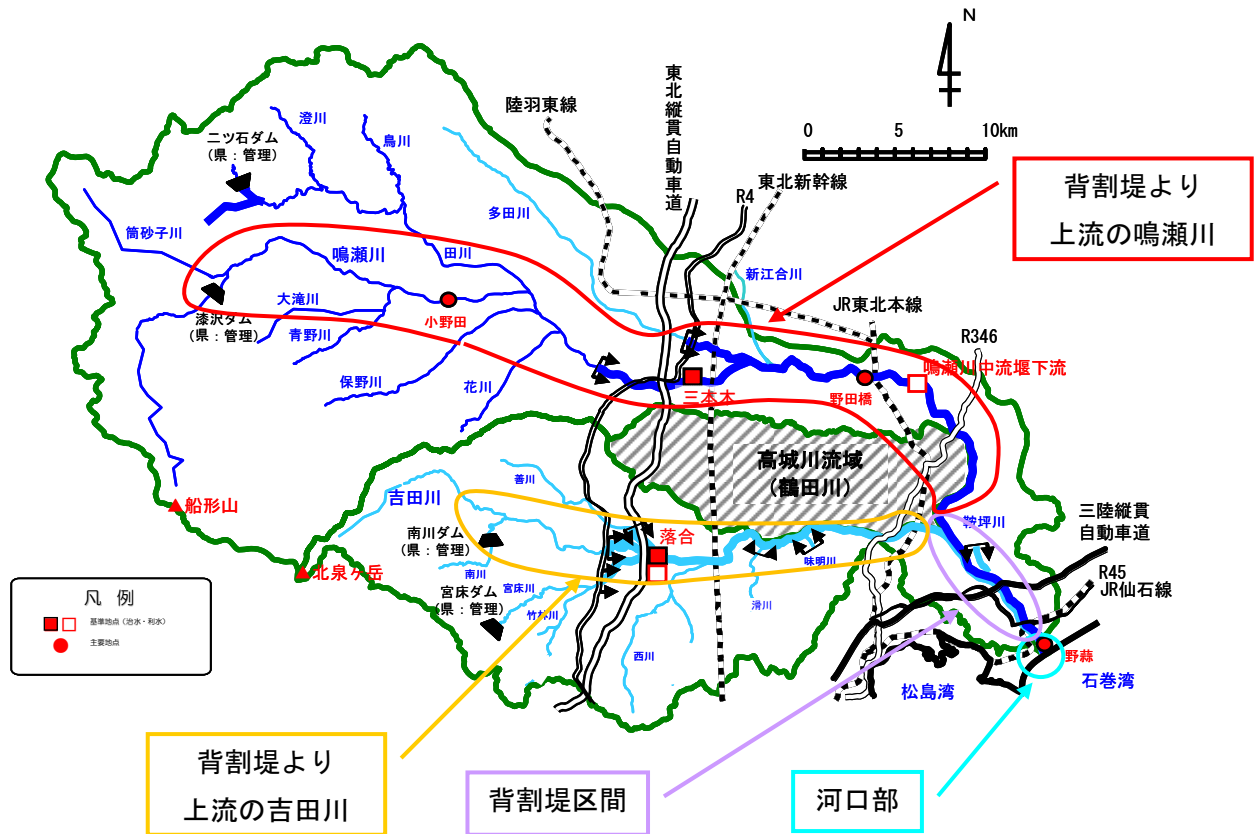 N
0 5 10km
陸羽東線
東北縦貫自動車道
東北新幹線
R4
背割堤より
上流の鳴瀬川
澄川
鳥川
二ツ石ダム
(県：管理)
多田川
筒砂子川
鳴瀬川
田川
新江合川
JR東北本線
R346
大滝川
小野田
漆沢ダム
(県：管理)
青野川
保野川
花川
三本木
野田橋
鳴瀬川中流堰下流
高城川流域
(鶴田川)
船形山
吉田川
善川
鞍坪川
三陸縦貫
自動車道
南川ダム
(県：管理)
落合
味明川
北泉ヶ岳
南川
宮床川
宮床ダム
(県：管理)
竹林川
滑川
R45
JR仙石線
西川
野蒜
松島湾
石巻湾
凡 例
基準地点（治水・利水）
主要地点
背割堤より
上流の吉田川
背割堤区間
河口部